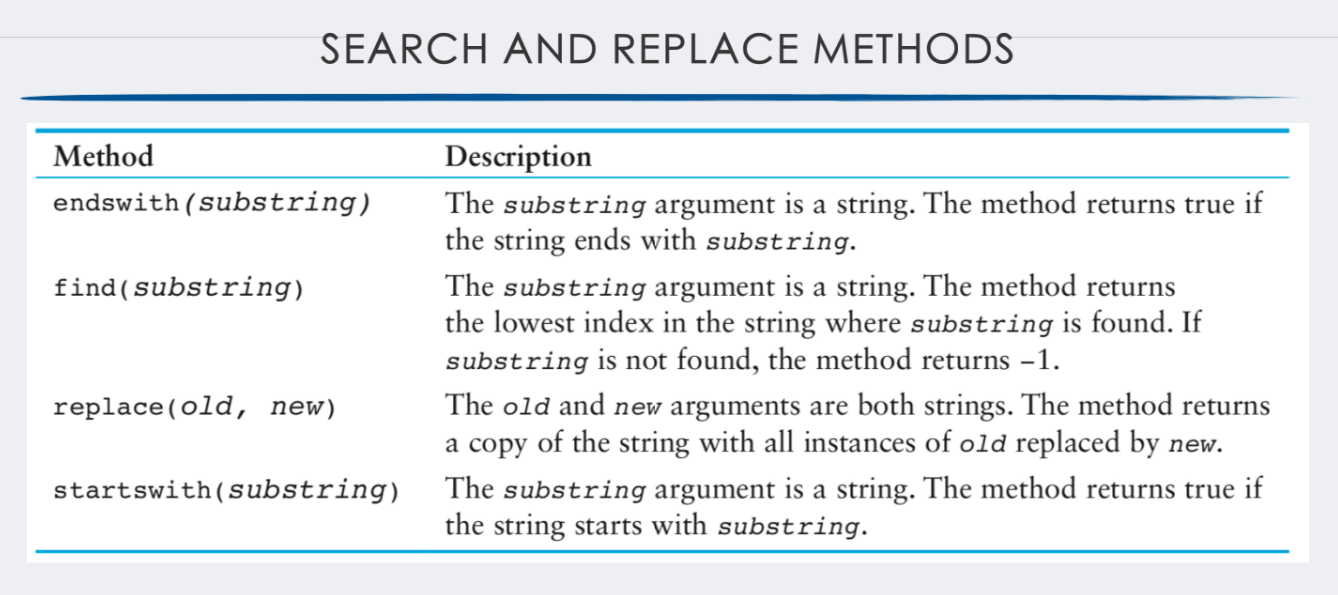 SEARCH AND REPLACE METHODS
Method Description
endswith(substring) The substring argument is a string. The method returns true if
the string ends with substring.
find(substring) The substring argument is a string. The method returns
the lowest index in the string where substring is found. If
substring is not found, the method returns –1.
replace(old, new) The old and new arguments are both strings. The method returns
a copy of the string with all instances of old replaced by new.
startswith(substring) The substring argument is a string. The method returns true if
the string starts with substring.